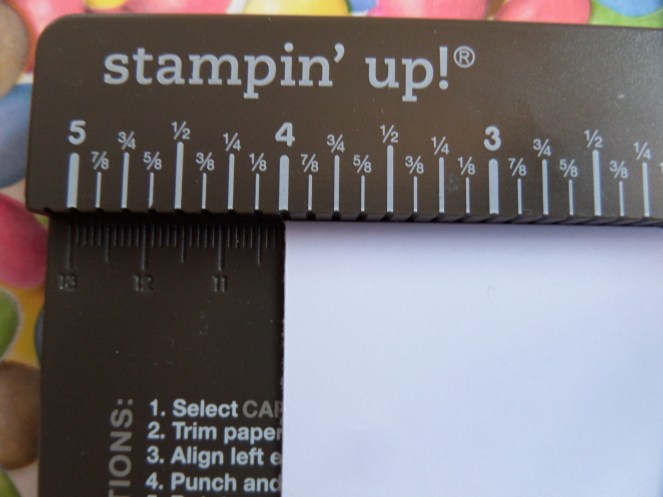 stampin' up!®
5 ⅞ ¾ ⅝ ½ ⅜ ¼ ⅛ 4 ⅞ ¾ ⅝ ½ ⅜ ¼ ⅛ 3 ⅞ ¾ ⅝ ½ ⅜ ¼
13 12 11
IONS:
1. Select CAR
2. Trim paper
3. Align left e
4. Punch and